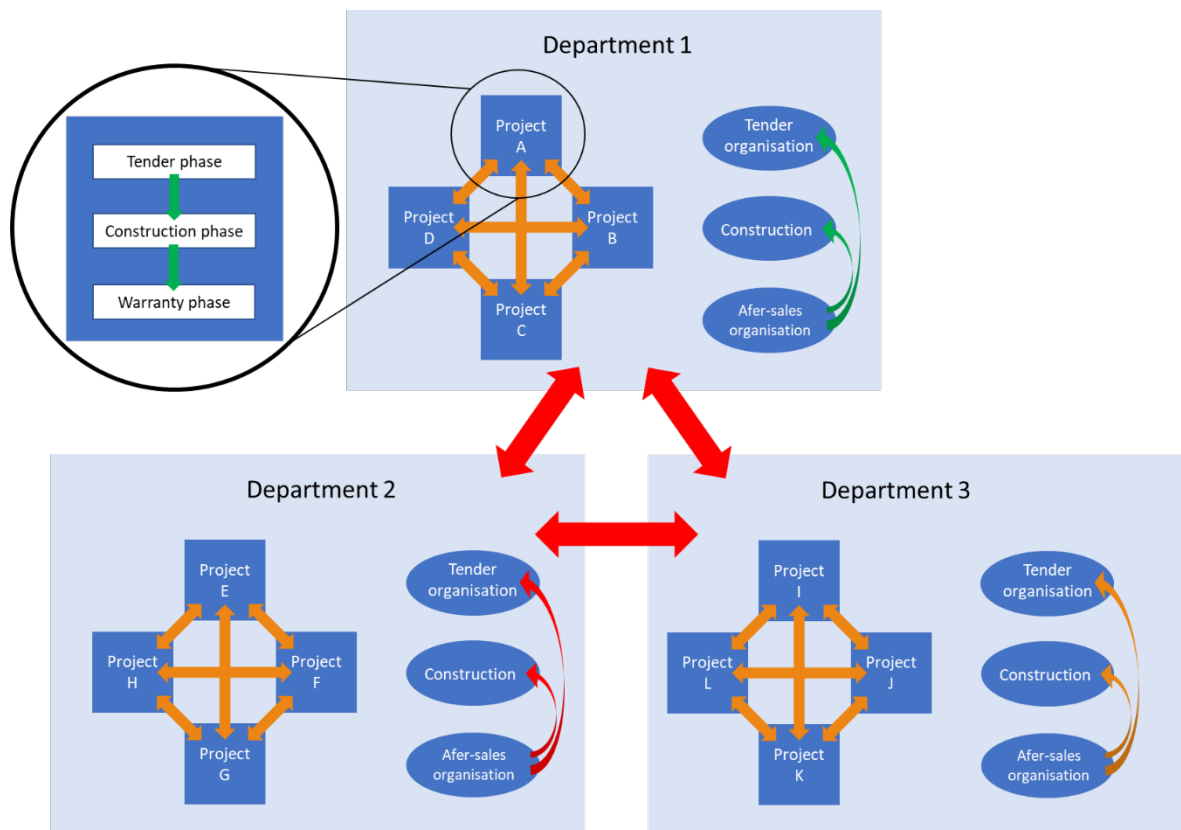 Department 1
Tender phase
Construction phase
Warranty phase
Project
A
Project
D
Project
B
Project
C
Tender
organisation
Construction
Afer-sales
organisation
Department 2
Project
E
Project
H
Project
F
Project
G
Tender
organisation
Construction
Afer-sales
organisation
Department 3
Project
I
Project
L
Project
J
Project
K
Tender
organisation
Construction
Afer-sales
organisation